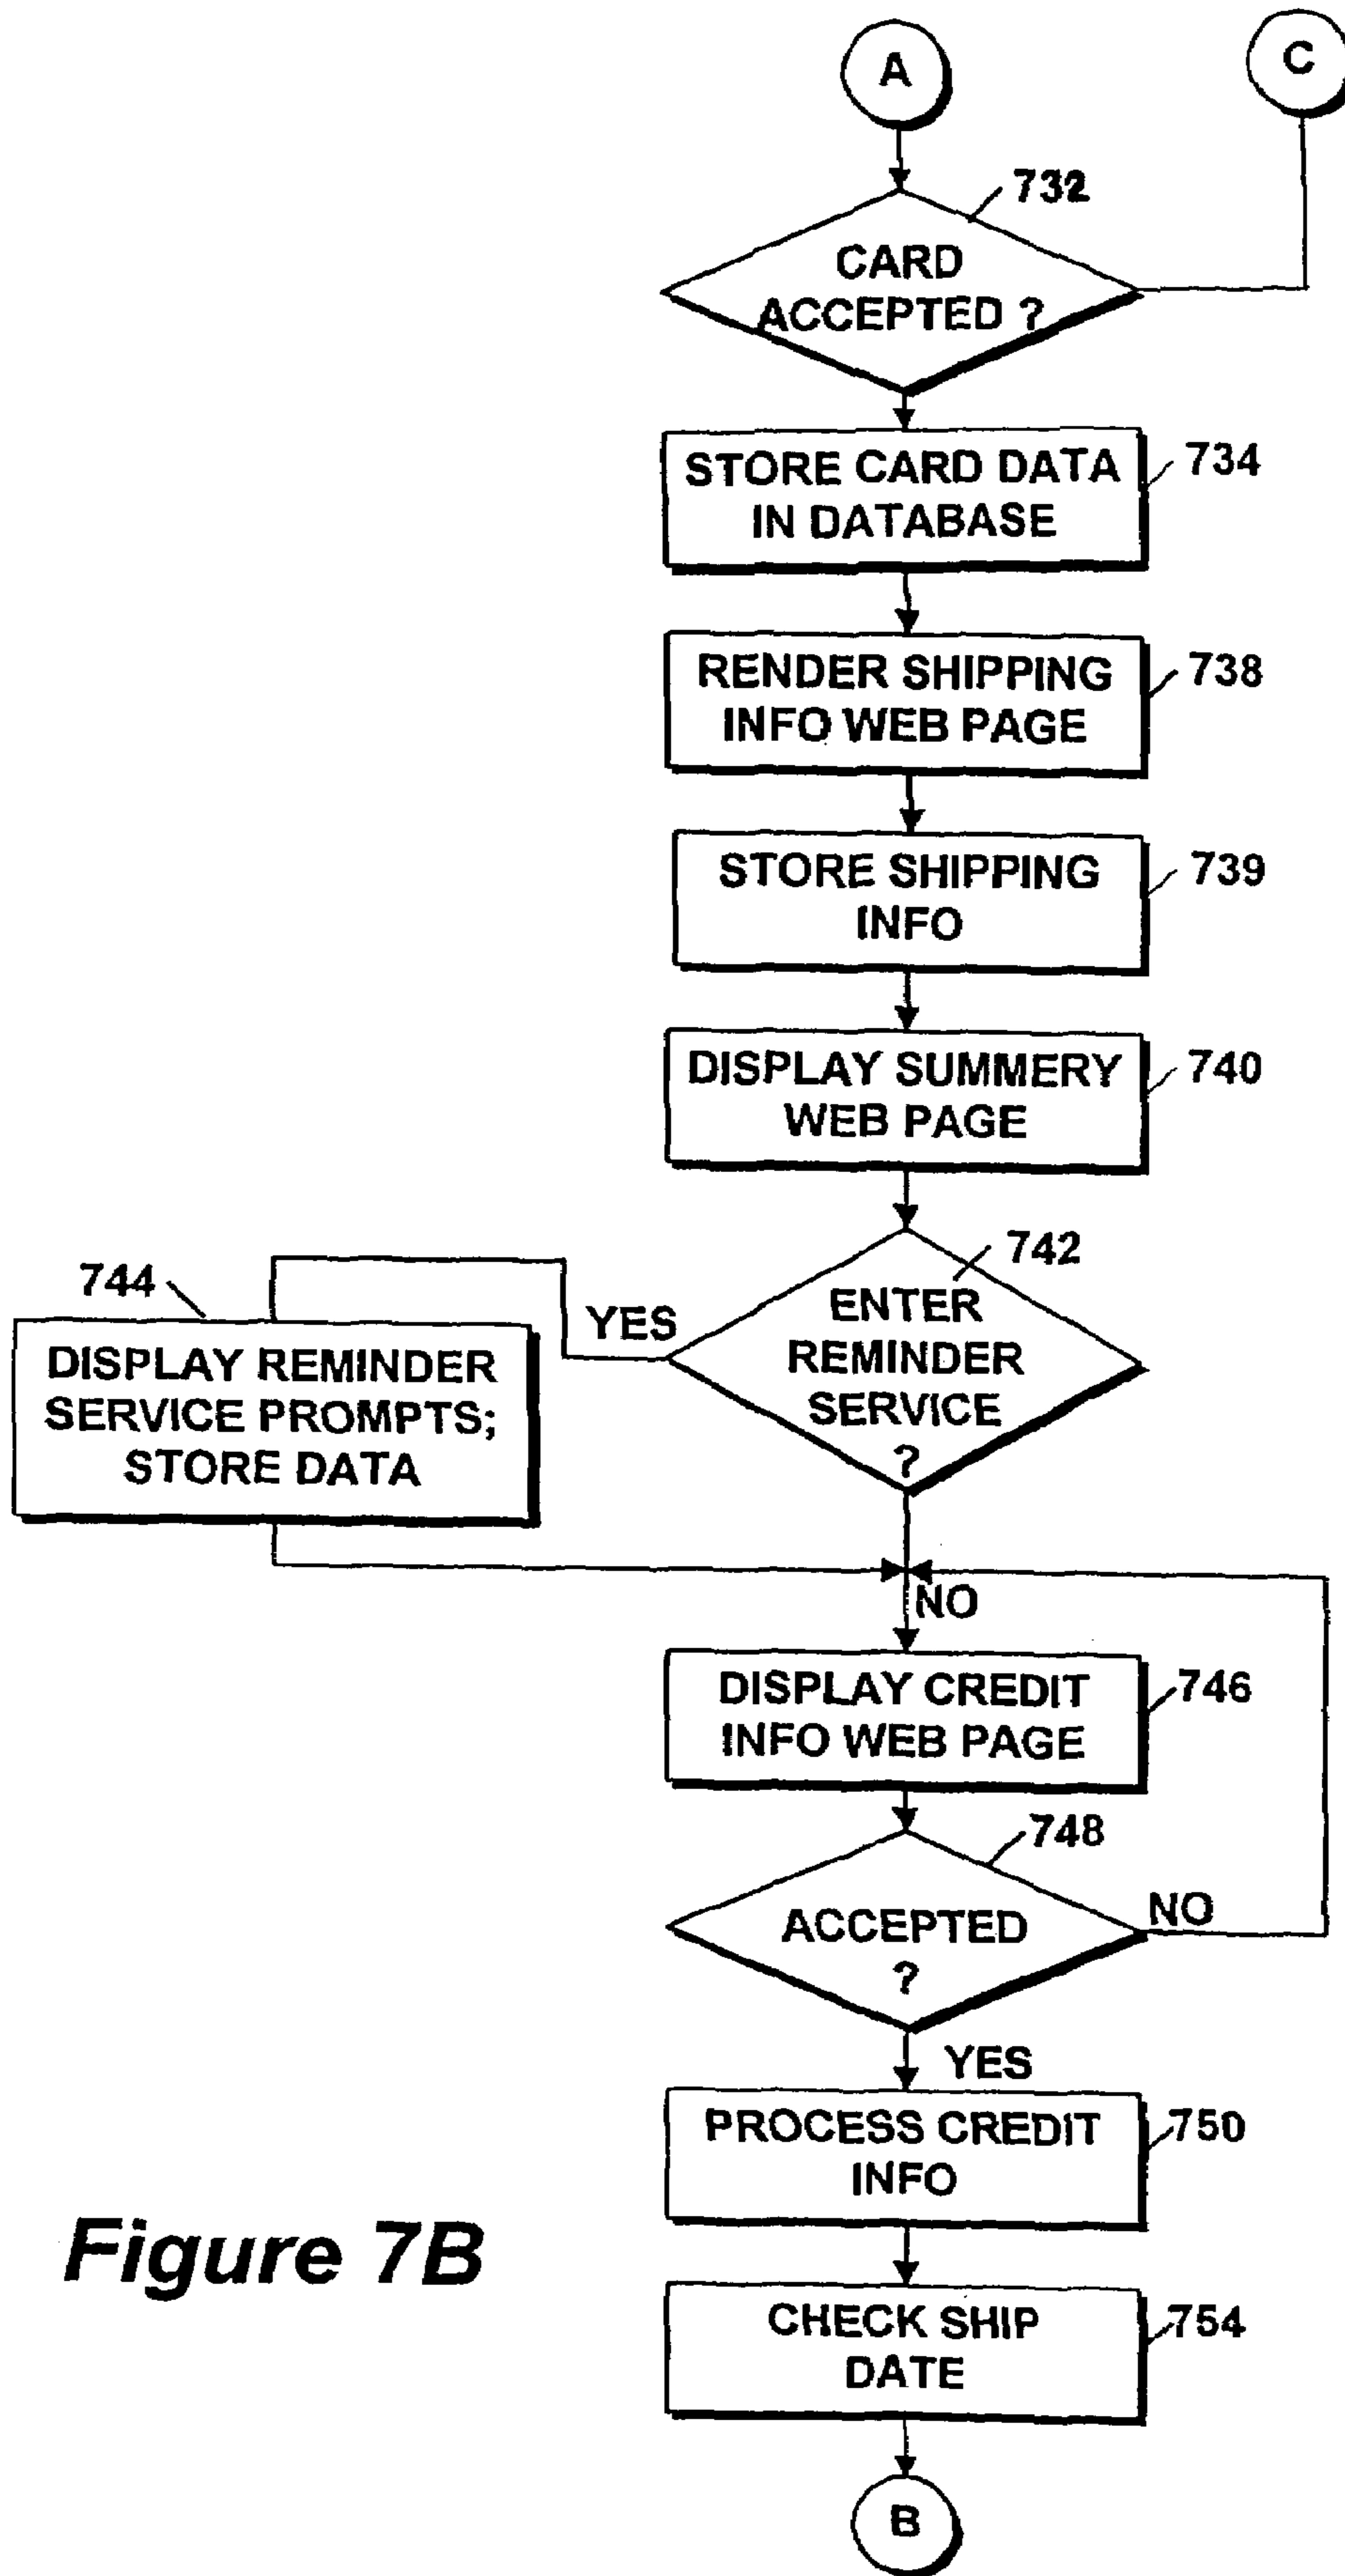 A
C
732
CARD
ACCEPTED ?
STORE CARD DATA
IN DATABASE
734
RENDER SHIPPING
INFO WEB PAGE
738
STORE SHIPPING
INFO
739
DISPLAY SUMMERY
WEB PAGE
740
742
ENTER
REMINDER
SERVICE
?
YES
744
DISPLAY REMINDER
SERVICE PROMPTS;
STORE DATA
NO
DISPLAY CREDIT
INFO WEB PAGE
746
748
ACCEPTED
?
NO
YES
PROCESS CREDIT
INFO
750
CHECK SHIP
DATE
754
B
Figure 7B